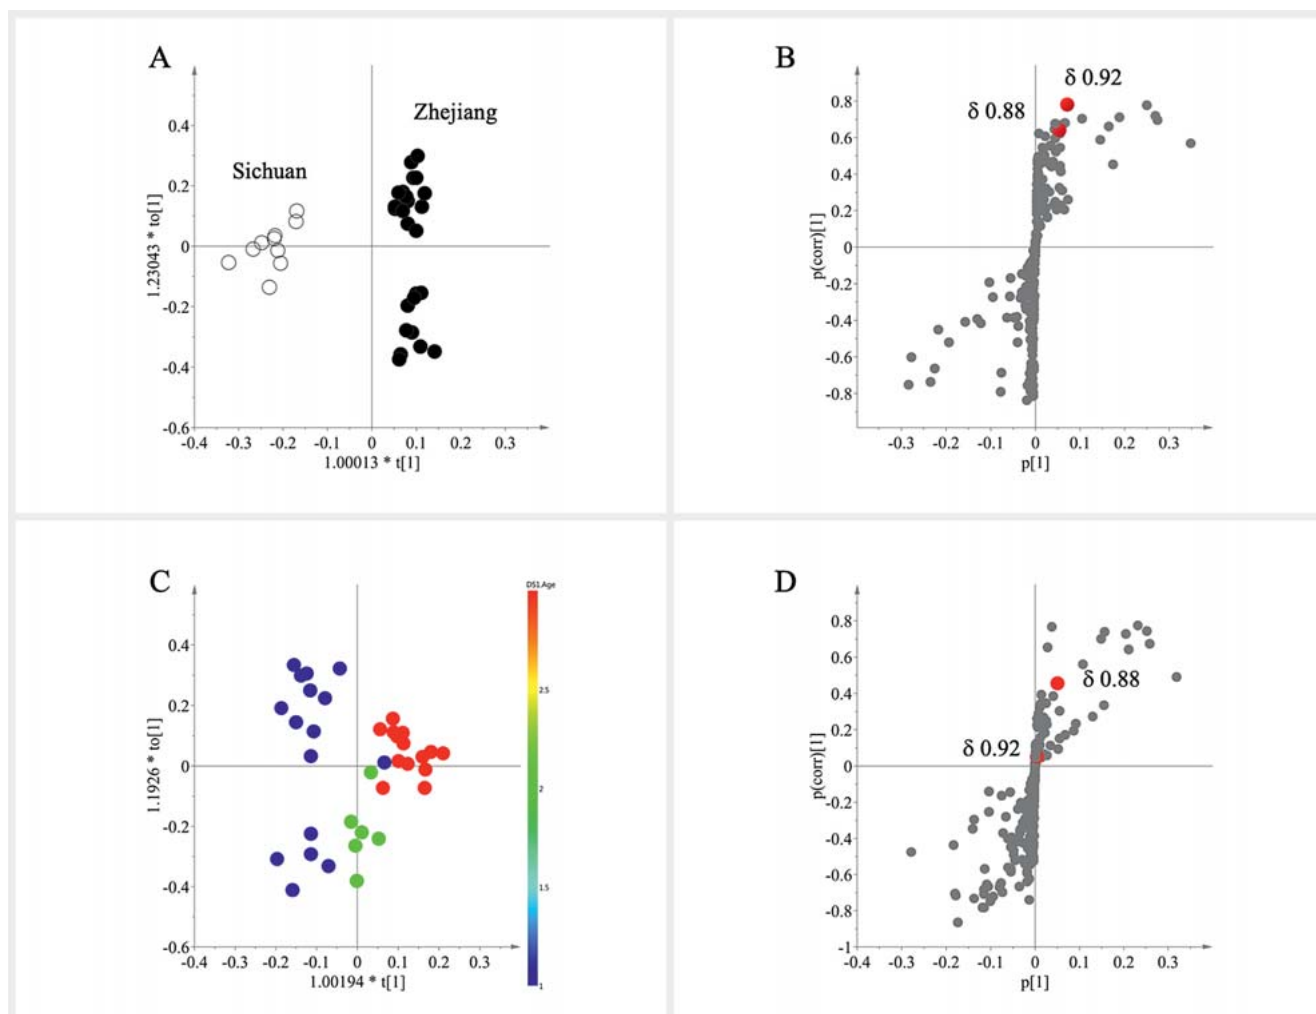 A
Sichuan
Zhejiang
0.4
0.2
0
-0.2
-0.4
-0.6
1.23043 * to[1]
-0.4 -0.3 -0.2 -0.1 0 0.1 0.2 0.3
1.00013 * t[1]
B
δ 0.92
δ 0.88
0.8
0.6
0.4
0.2
0
-0.2
-0.4
-0.6
-0.8
p(corr)[1]
-0.3 -0.2 -0.1 0 0.1 0.2 0.3
p[1]
C
DS1.Age
0.4
0.2
0
-0.2
-0.4
-0.6
1.1926 * to[1]
-0.4 -0.3 -0.2 -0.1 0 0.1 0.2 0.3
1.00194 * t[1]
2.5
2
1.5
1
D
δ 0.88
δ 0.92
0.8
0.6
0.4
0.2
0
-0.2
-0.4
-0.6
-0.8
-1
p(corr)[1]
-0.4 -0.3 -0.2 -0.1 0 0.1 0.2 0.3
p[1]